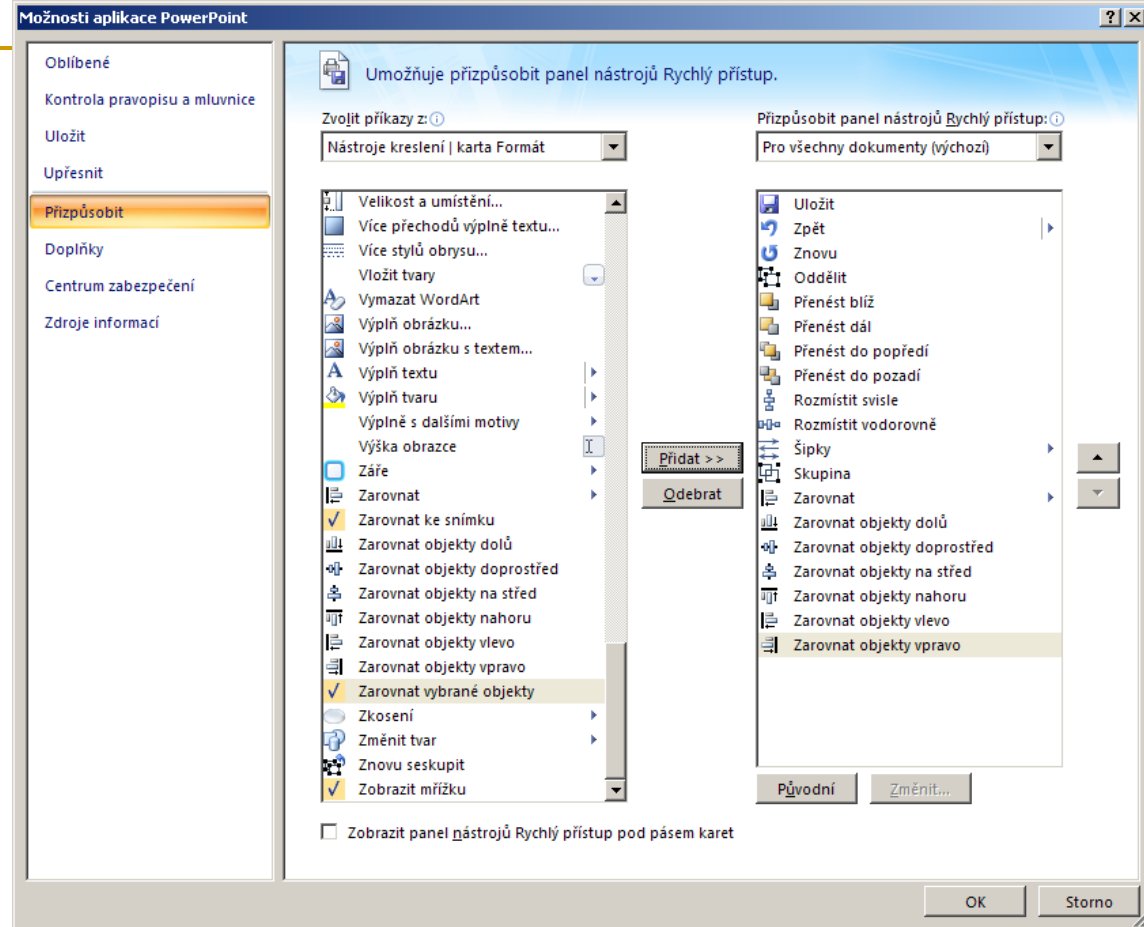 Možnosti aplikace PowerPoint
Oblíbené
Kontrola pravopisu a mluvnice
Uložit
Upřesnit
Přizpůsobit
Doplňky
Centrum zabezpečení
Zdroje informací
Umožňuje přizpůsobit panel nástrojů Rychlý přístup.
Zvolit příkazy z:
Nástroje kreslení | karta Formát
Velikost a umístění...
Více přechodů výplně textu...
Více stylů obrysu...
Vložit tvary
Vymazat WordArt
Výplň obrázku...
Výplň obrázku s textem...
Výplň textu
Výplň tvaru
Výplně s dalšími motivy
Výška obrazce
Záře
Zarovnat
Zarovnat ke snímku
Zarovnat objekty dolů
Zarovnat objekty doprostřed
Zarovnat objekty na střed
Zarovnat objekty nahoru
Zarovnat objekty vlevo
Zarovnat objekty vpravo
Zarovnat vybrané objekty
Zkosení
Změnit tvar
Znovu seskupit
Zobrazit mřížku
Přidat >>
Odebrat
Přizpůsobit panel nástrojů Rychlý přístup:
Pro všechny dokumenty (výchozí)
Uložit
Zpět
Znovu
Oddělit
Přenést blíž
Přenést dál
Přenést do popředí
Přenést do pozadí
Rozmístit svisle
Rozmístit vodorovně
Šipky
Skupina
Zarovnat
Zarovnat objekty dolů
Zarovnat objekty doprostřed
Zarovnat objekty na střed
Zarovnat objekty nahoru
Zarovnat objekty vlevo
Zarovnat objekty vpravo
Původní
Změnit...
Zobrazit panel nástrojů Rychlý přístup pod pásem karet
OK
Storno